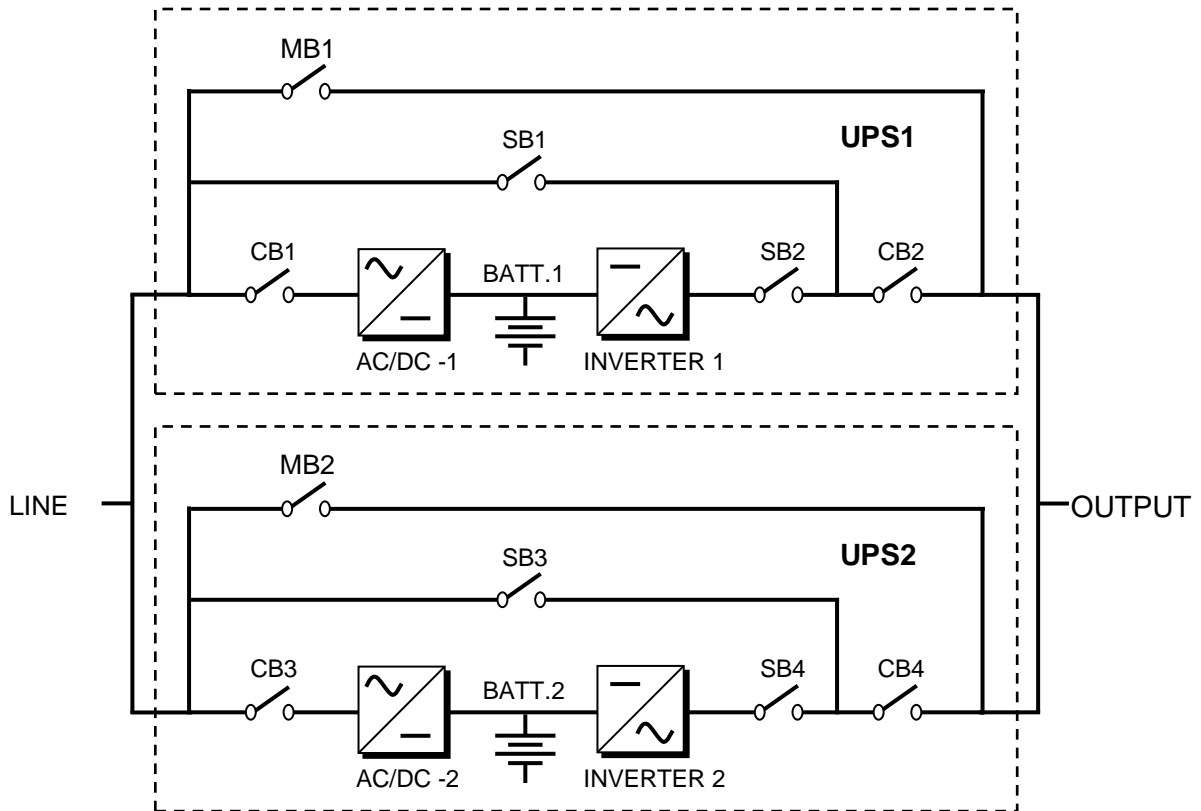 MB1
SB1
UPS1
CB1
BATT.1
SB2
CB2
AC/DC -1
INVERTER 1
MB2
LINE
OUTPUT
SB3
UPS2
CB3
BATT.2
SB4
CB4
AC/DC -2
INVERTER 2